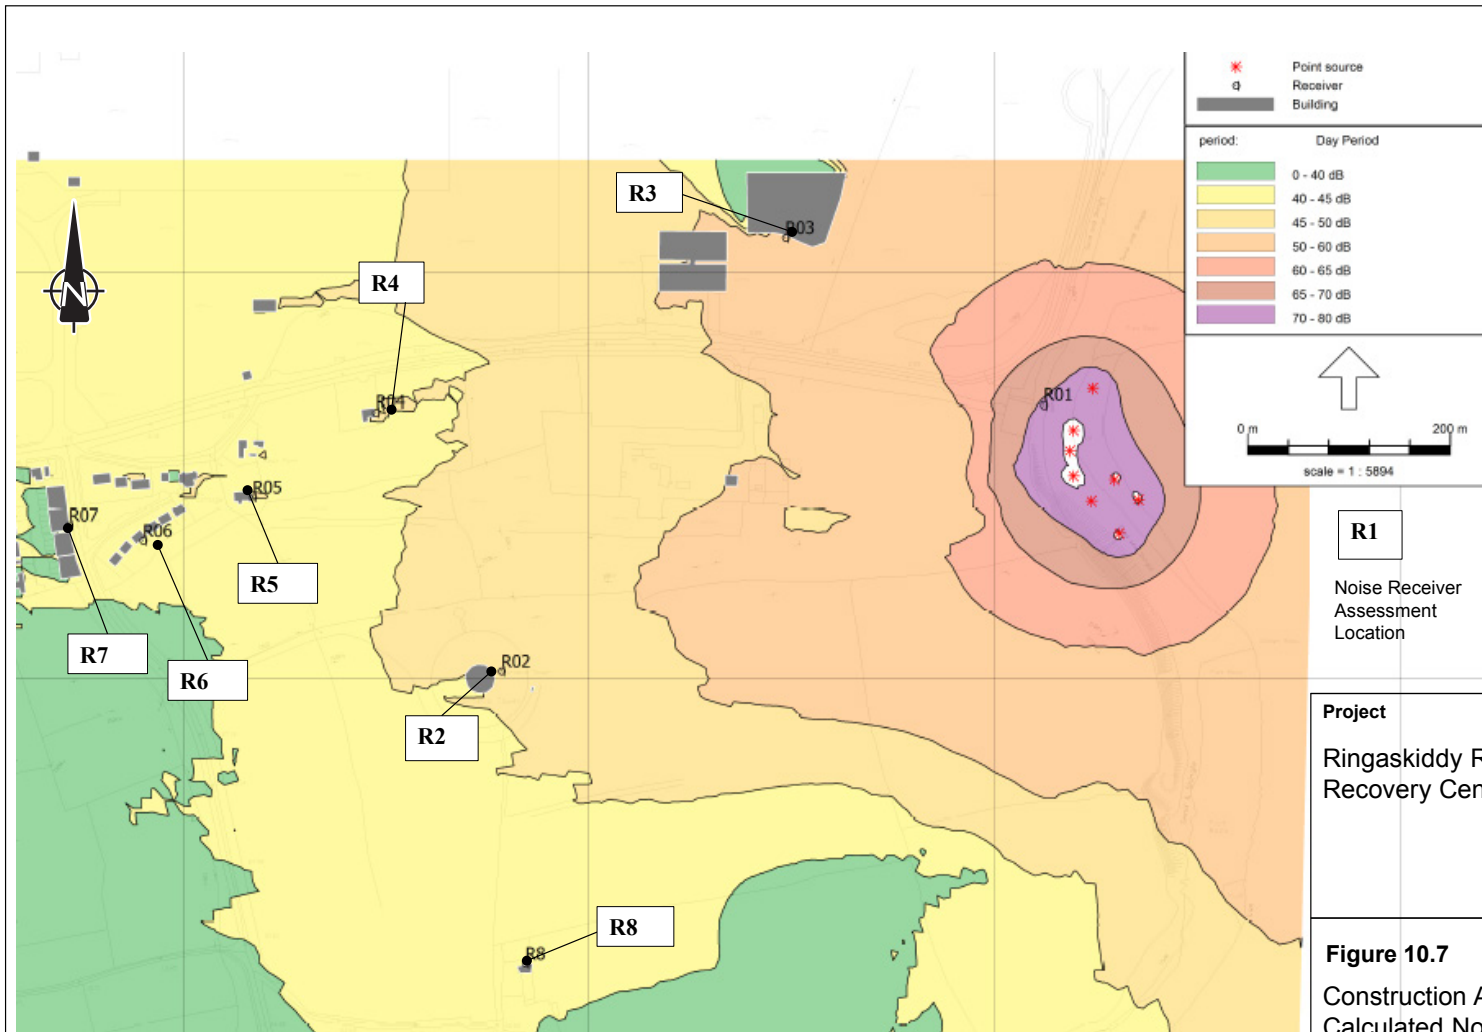 Point source
Receiver
Building
period: Day Period
0 - 40 dB
40 - 45 dB
45 - 50 dB
50 - 60 dB
60 - 65 dB
65 - 70 dB
70 - 80 dB
0 m 200 m
scale = 1 : 5894
R3
R03
N
R4
R04
R01
R05
R07
R06
R5
R1
Noise Receiver
Assessment
Location
R7
R6
R02
R2
R8
R8
Project
Ringaskiddy R
Recovery Cen
Figure 10.7
Construction A
Calculated No